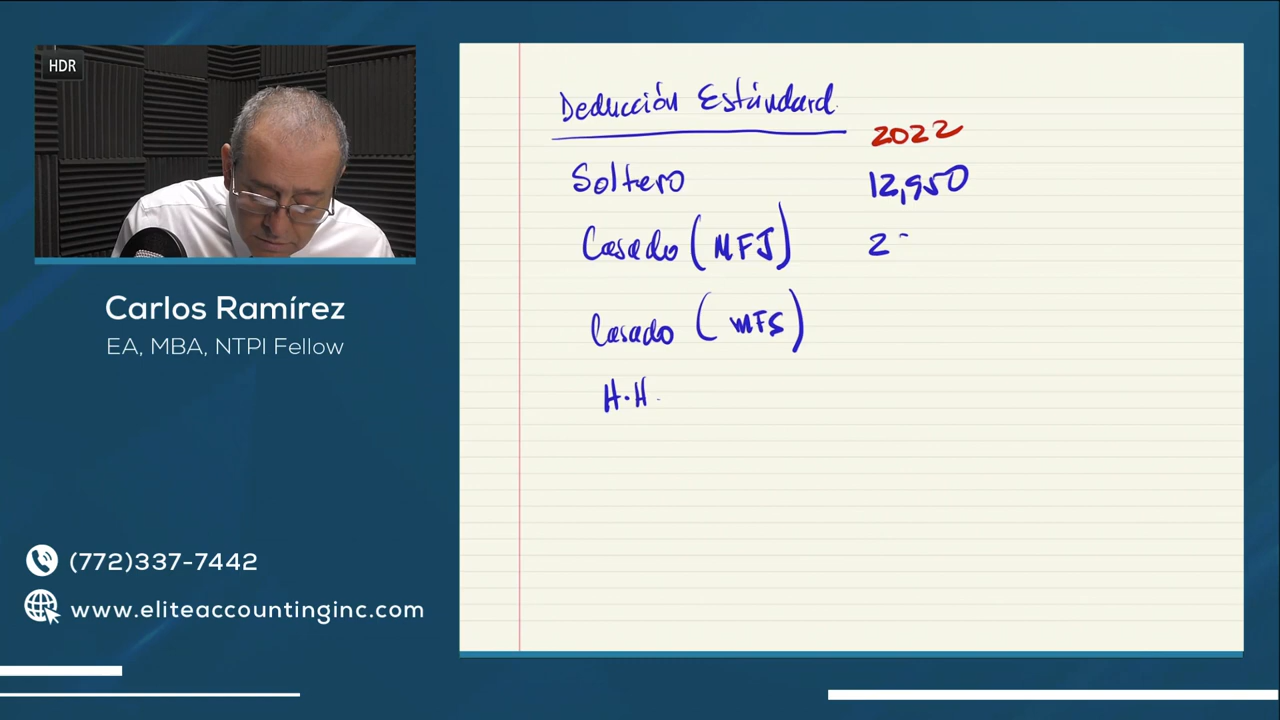 HDR
Carlos Ramírez
EA, MBA, NTPI Fellow
(772)337-7442
www.eliteaccountinginc.com
Deducción Estándard.
2022
Soltero 12,950
Casado (MFJ) 2
Casado (MFS)
H.H.